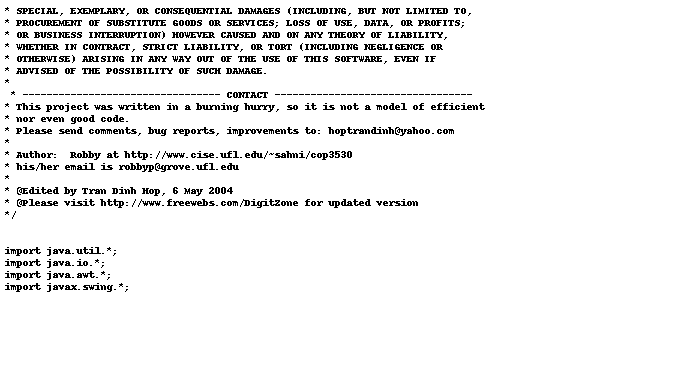 * SPECIAL, EXEMPLARY, OR CONSEQUENTIAL DAMAGES (INCLUDING, BUT NOT LIMITED TO,
* PROCUREMENT OF SUBSTITUTE GOODS OR SERVICES; LOSS OF USE, DATA, OR PROFITS;
* OR BUSINESS INTERRUPTION) HOWEVER CAUSED AND ON ANY THEORY OF LIABILITY,
* WHETHER IN CONTRACT, STRICT LIABILITY, OR TORT (INCLUDING NEGLIGENCE OR
* OTHERWISE) ARISING IN ANY WAY OUT OF THE USE OF THIS SOFTWARE, EVEN IF
* ADVISED OF THE POSSIBILITY OF SUCH DAMAGE.
*
* --------------------------------- CONTACT ---------------------------------
* This project was written in a burning hurry, so it is not a model of efficient
* nor even good code.
* Please send comments, bug reports, improvements to: hoptrandinh@yahoo.com
*
* Author:  Robby at http://www.cise.ufl.edu/~sahni/cop3530
* his/her email is robbyp@grove.ufl.edu
*
* @Edited by Tran Dinh Hop, 6 May 2004
* @Please visit http://www.freewebs.com/DigitZone for updated version
*/
import java.util.*;
import java.io.*;
import java.awt.*;
import javax.swing.*;